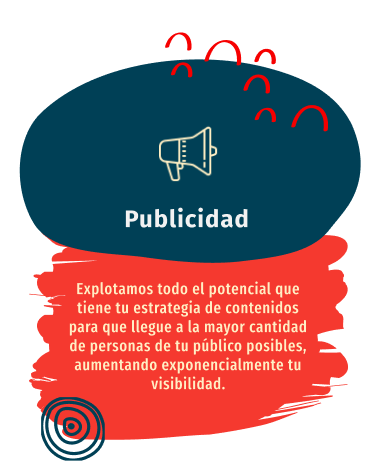 Publicidad
Explotamos todo el potencial que
tiene tu estrategia de contenidos
para que llegue a la mayor cantidad
de personas de tu público posibles,
aumentando exponencialmente tu
visibilidad.